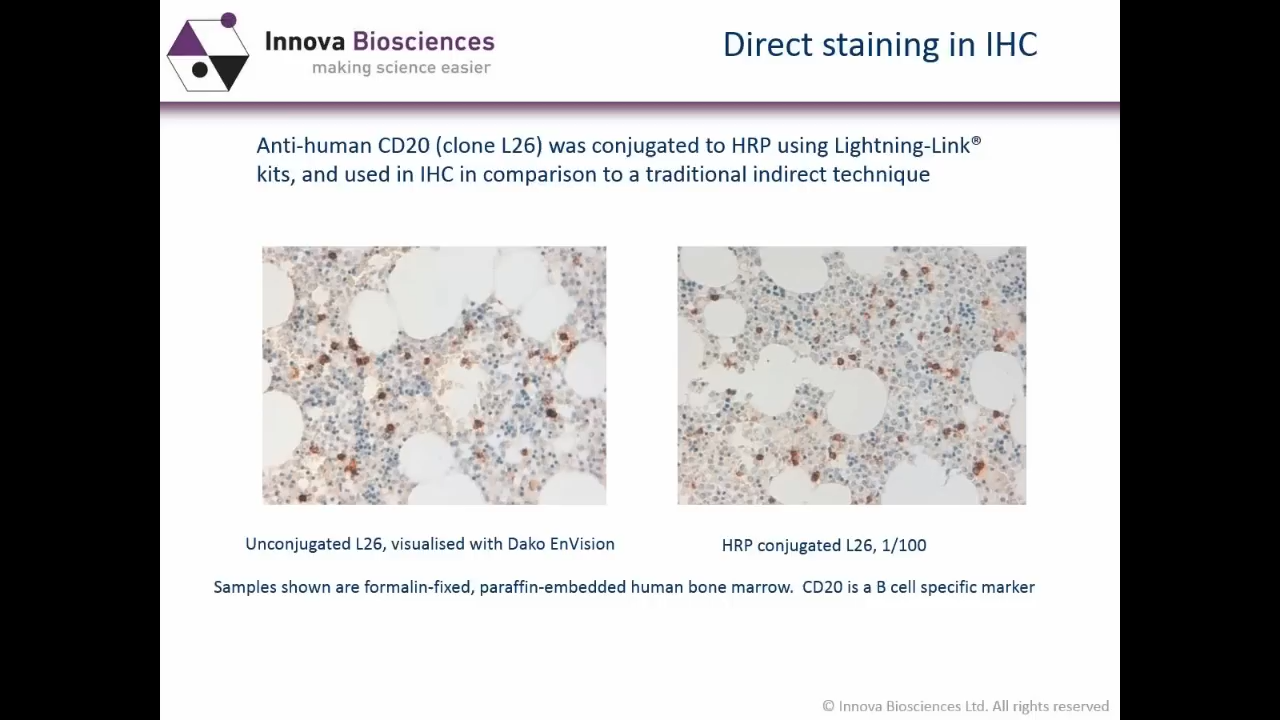 Innova Biosciences
making science easier
Direct staining in IHC
Anti-human CD20 (clone L26) was conjugated to HRP using Lightning-Link®
kits, and used in IHC in comparison to a traditional indirect technique
Unconjugated L26, visualised with Dako EnVision
HRP conjugated L26, 1/100
Samples shown are formalin-fixed, paraffin-embedded human bone marrow. CD20 is a B cell specific marker
© Innova Biosciences Ltd. All rights reserved